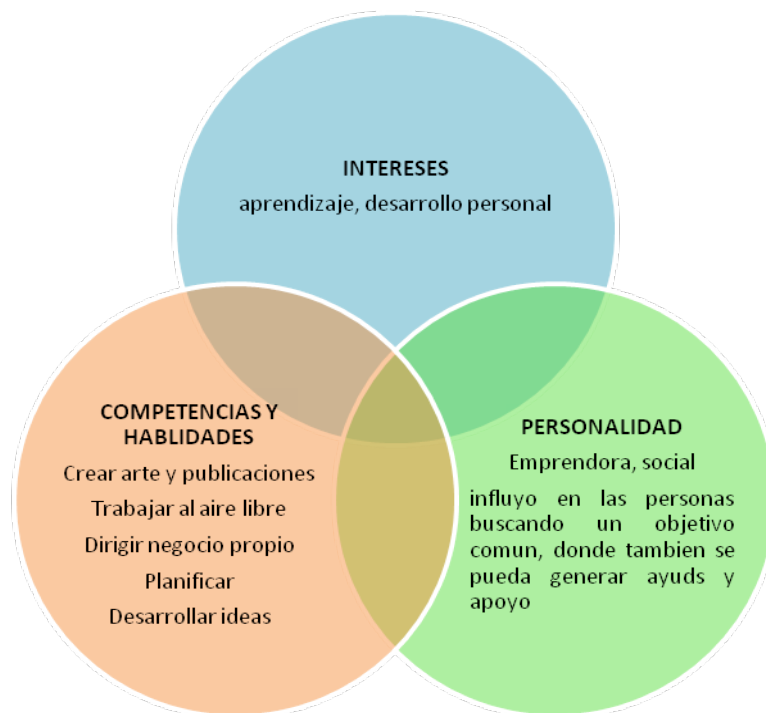 INTERESES
aprendizaje, desarrollo personal
COMPETENCIAS Y
HABLIDADES
Crear arte y publicaciones
Trabajar al aire libre
Dirigir negocio propio
Planificar
Desarrollar ideas
PERSONALIDAD
Emprendora, social
influyo en las personas
buscando un objetivo
comun, donde tambien se
pueda generar ayuds y
apoyo